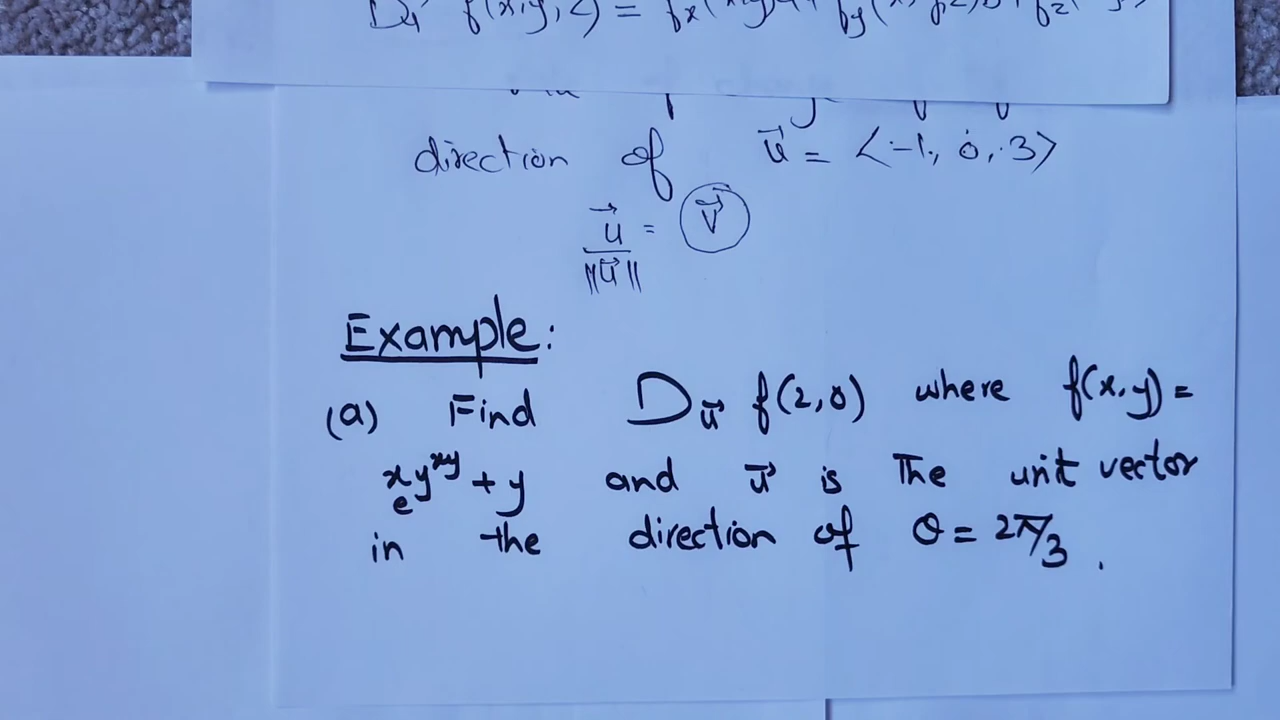 f(x,y,z) = fx(x,y
direction of u⃗ = <-1, 0, 3>
u⃗ / ||u⃗|| = v⃗
Example:
(a) Find D_u⃗ f(2,0) where f(x,y) =
x e y^xy + y and u⃗ is The unit vector
in the direction of θ = 2π/3 .